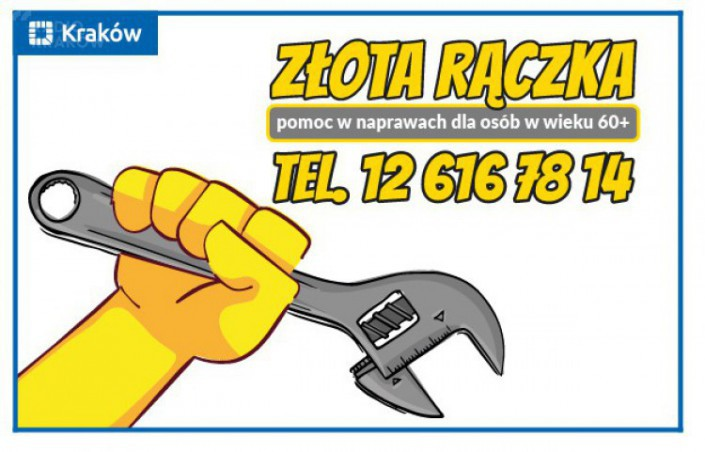 Kraków
ZŁOTA RĄCZKA
pomoc w naprawach dla osób w wieku 60+
TEL. 12 616 78 14